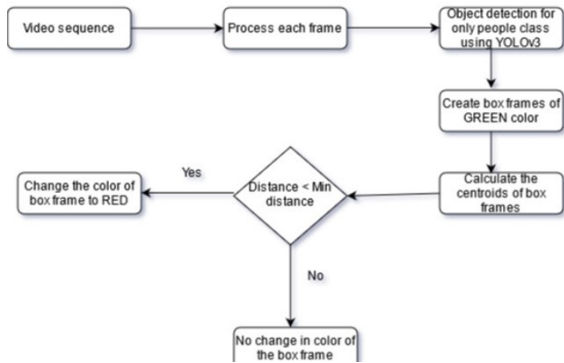 Video sequence
Process each frame
Object detection for
only people class
using YOLOv3
Create box frames of
GREEN color
Calculate the
centroids of box
frames
Distance < Min
distance
Yes
Change the color of
box frame to RED
No
No change in color of
the box frame